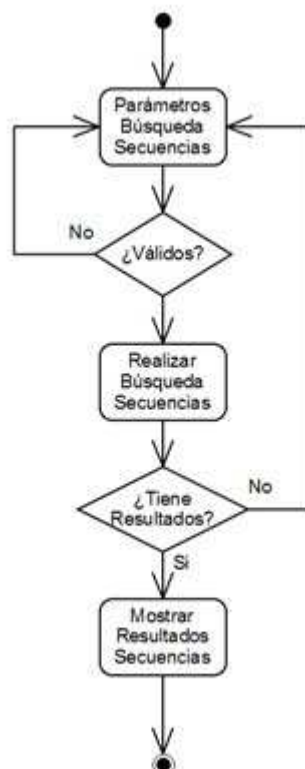 Parámetros
Búsqueda
Secuencias
No
¿Válidos?
Realizar
Búsqueda
Secuencias
¿Tiene
Resultados?
No
Si
Mostrar
Resultados
Secuencias